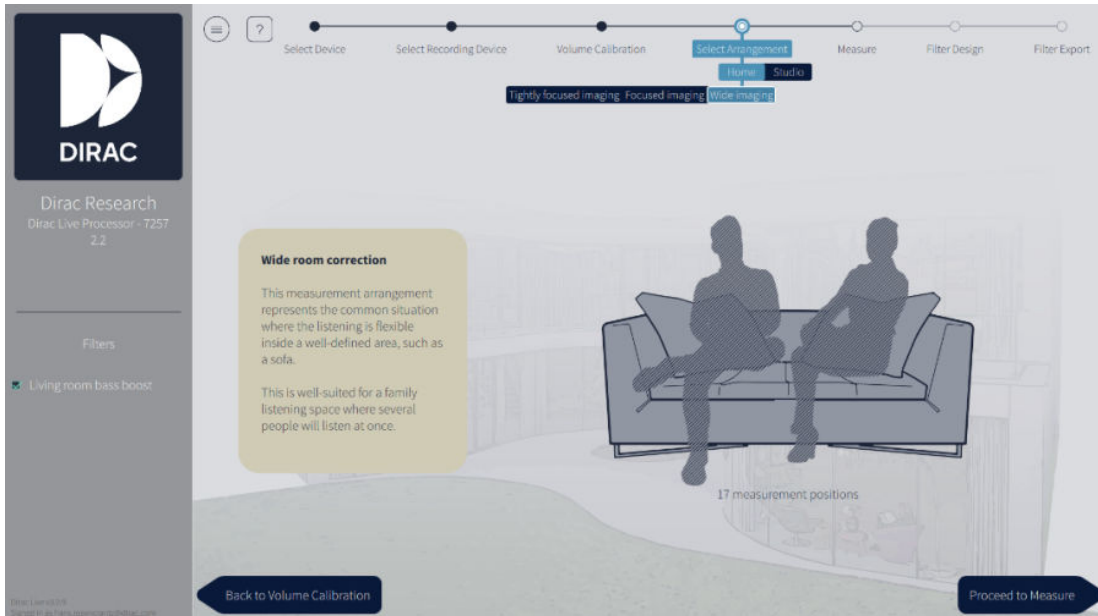 ?
Select Device
Select Recording Device
Volume Calibration
Select Arrangement
Measure
Filter Design
Filter Export
Home Studio
Tightly focused imaging Focused imaging Wide imaging
DIRAC
Dirac Research
Dirac Live Processor - 7257
2.2
Filters
Living room bass boost
Wide room correction
This measurement arrangement
represents the common situation
where the listening is flexible
inside a well-defined area, such as
a sofa.
This is well-suited for a family
listening space where several
people will listen at once.
17 measurement positions
Back to Volume Calibration
Proceed to Measure